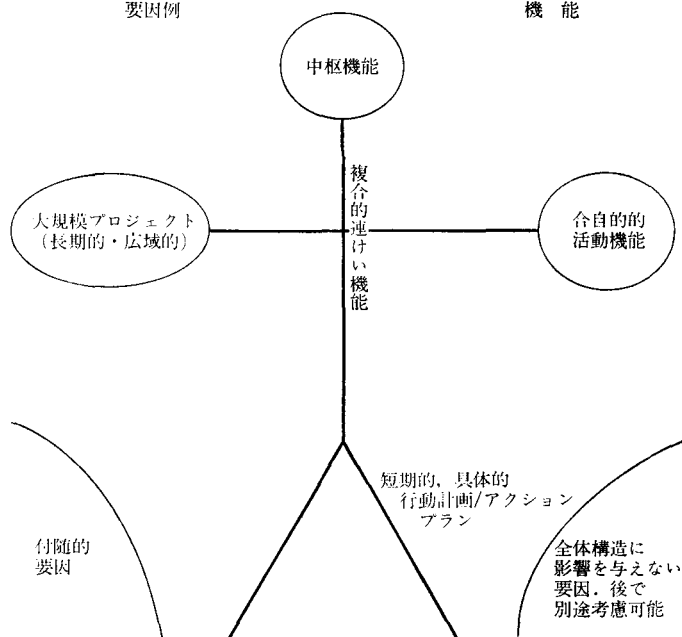 要因例
機 能
中枢機能
複合的連けい機能
大規模プロジェクト
（長期的・広域的）
合自的的
活動機能
短期的，具体的
行動計画/アクション
プラン
付随的
要因
全体構造に
影響を与えない
要因．後で
別途考慮可能